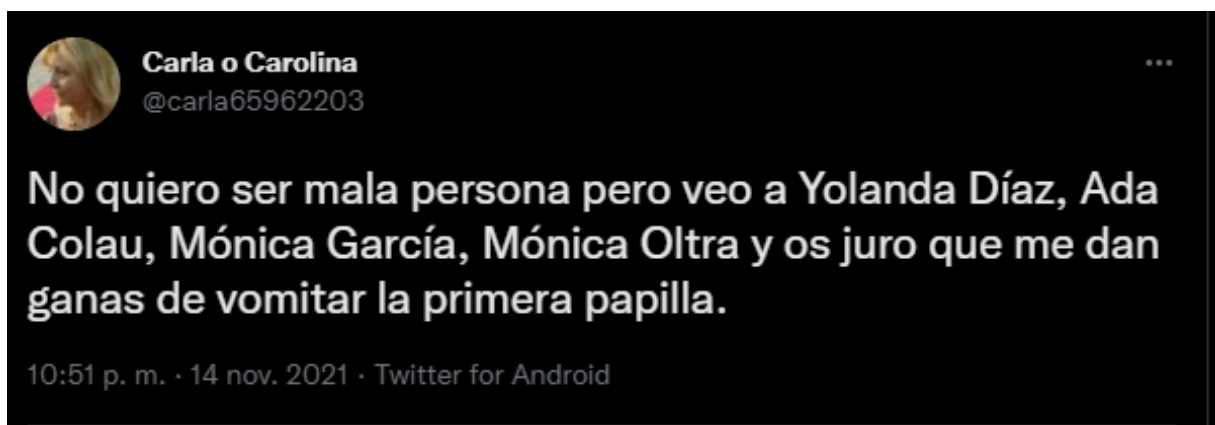 Carla o Carolina
@carla65962203
No quiero ser mala persona pero veo a Yolanda Díaz, Ada
Colau, Mónica García, Mónica Oltra y os juro que me dan
ganas de vomitar la primera papilla.
10:51 p. m. · 14 nov. 2021 · Twitter for Android